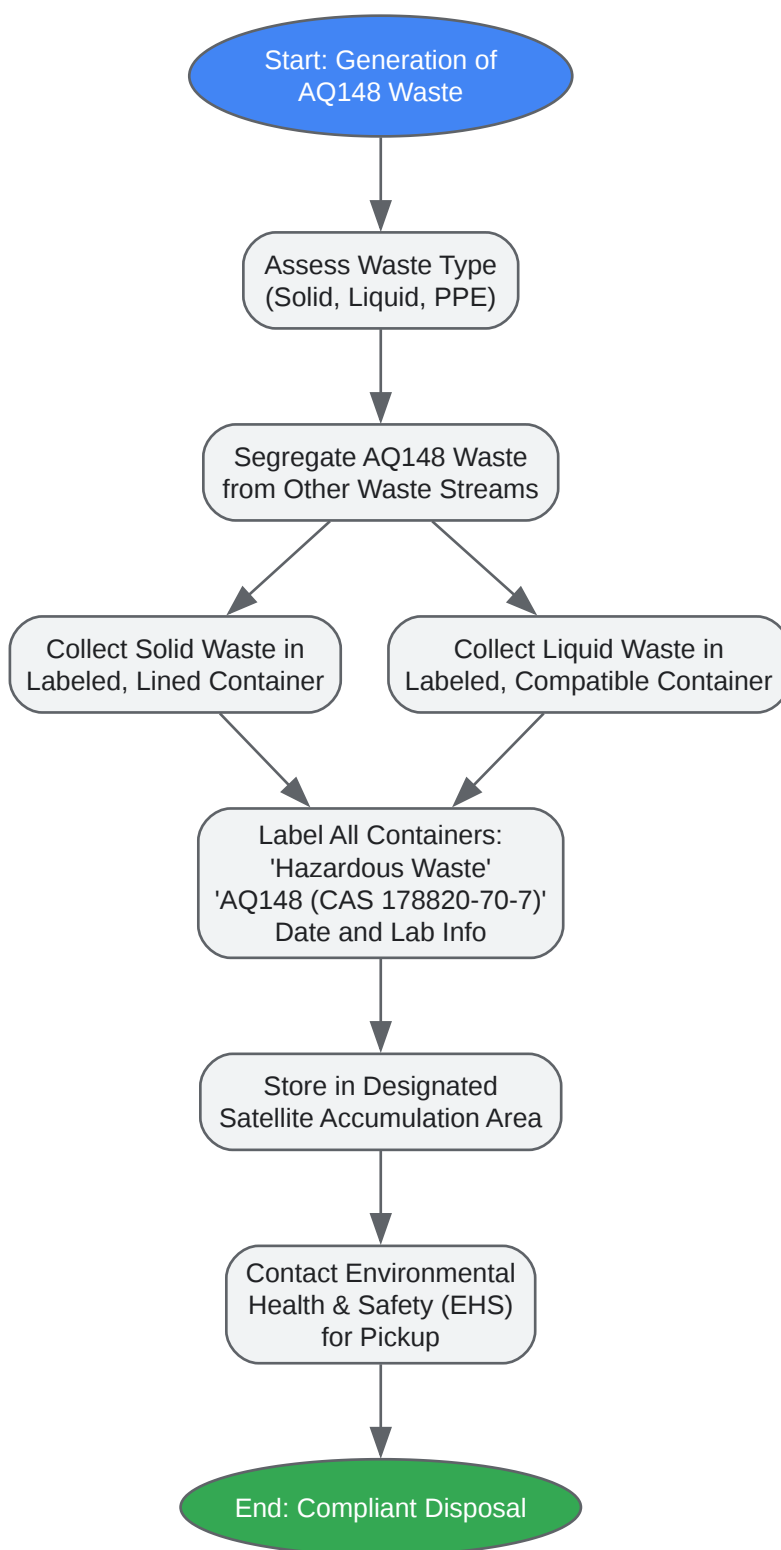 Start: Generation of
AQ148 Waste
Assess Waste Type
(Solid, Liquid, PPE)
Segregate AQ148 Waste
from Other Waste Streams
Collect Solid Waste in
Labeled, Lined Container
Collect Liquid Waste in
Labeled, Compatible Container
Label All Containers:
'Hazardous Waste'
'AQ148 (CAS 178820-70-7)'
Date and Lab Info
Store in Designated
Satellite Accumulation Area
Contact Environmental
Health & Safety (EHS)
for Pickup
End: Compliant Disposal